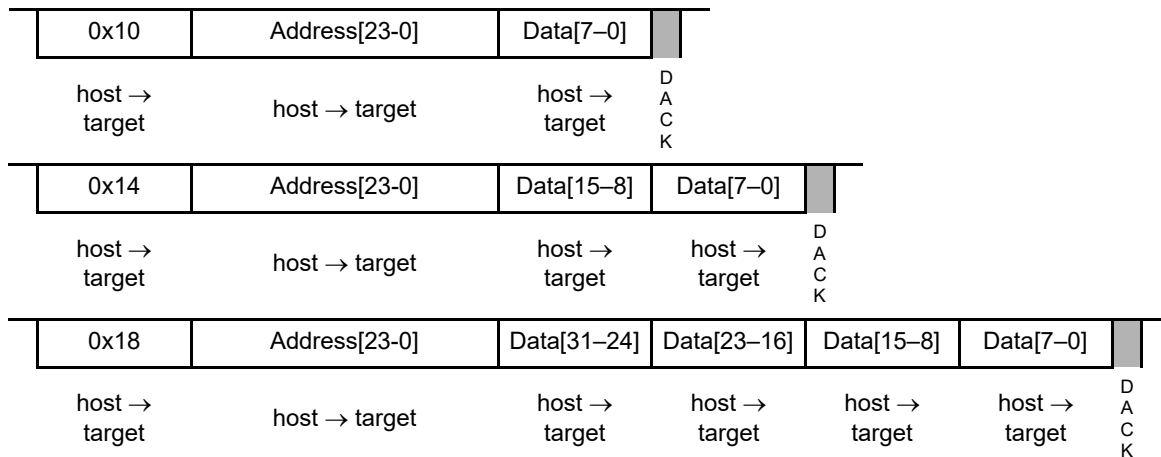 0x10 Address[23-0] Data[7–0]
host → target host → target host → target DACK
0x14 Address[23-0] Data[15–8] Data[7–0]
host → target host → target host → target host → target DACK
0x18 Address[23-0] Data[31–24] Data[23–16] Data[15–8] Data[7–0]
host → target host → target host → target host → target host → target host → target DACK